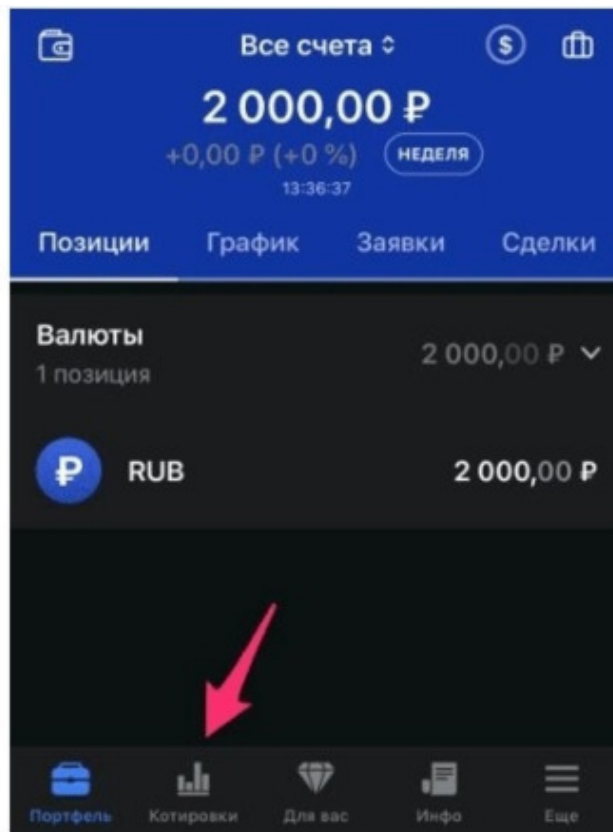 Все счета
$
2 000,00 ₽
+0,00 ₽ (+0 %) НЕДЕЛЯ
13:36:37
Позиции График Заявки Сделки
Валюты
2 000,00 ₽
1 позиция
₽ RUB 2 000,00 ₽
Портфель Котировки Для вас Инфо Еще